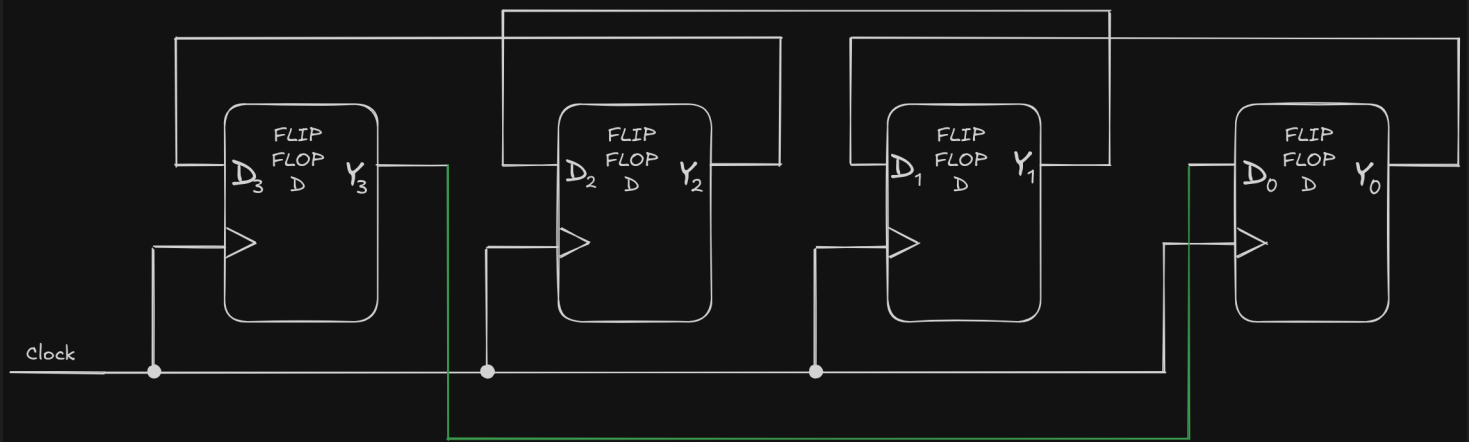 FLIP
FLOP
D
D₃
Y₃
FLIP
FLOP
D
D₂
Y₂
FLIP
FLOP
D
D₁
Y₁
FLIP
FLOP
D
D₀
Y₀
Clock